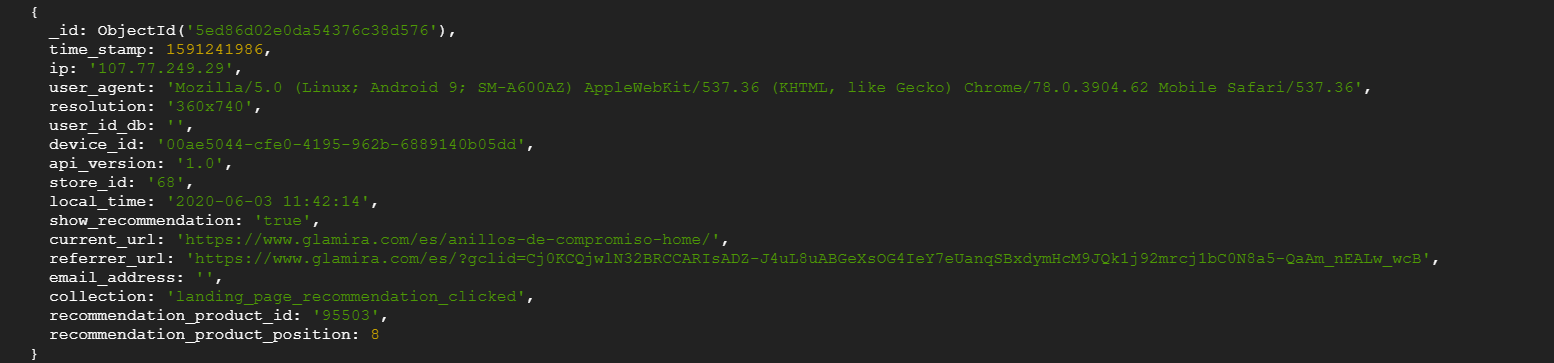 {
_id: ObjectId('5ed86d02e0da54376c38d576'),
time_stamp: 1591241986,
ip: '107.77.249.29',
user_agent: 'Mozilla/5.0 (Linux; Android 9; SM-A600AZ) AppleWebKit/537.36 (KHTML, like Gecko) Chrome/78.0.3904.62 Mobile Safari/537.36',
resolution: '360x740',
user_id_db: '',
device_id: '00ae5044-cfe0-4195-962b-6889140b05dd',
api_version: '1.0',
store_id: '68',
local_time: '2020-06-03 11:42:14',
show_recommendation: 'true',
current_url: 'https://www.glamira.com/es/anillos-de-compromiso-home/',
referrer_url: 'https://www.glamira.com/es/?gclid=Cj0KCQjwlN32BRCCARIsADZ-J4uL8uABGeXsOG4IeY7eUanqSBxdymHcM9JQk1j92mrcj1bC0N8a5-QaAm_nEALw_wcB',
email_address: '',
collection: 'landing_page_recommendation_clicked',
recommendation_product_id: '95503',
recommendation_product_position: 8
}